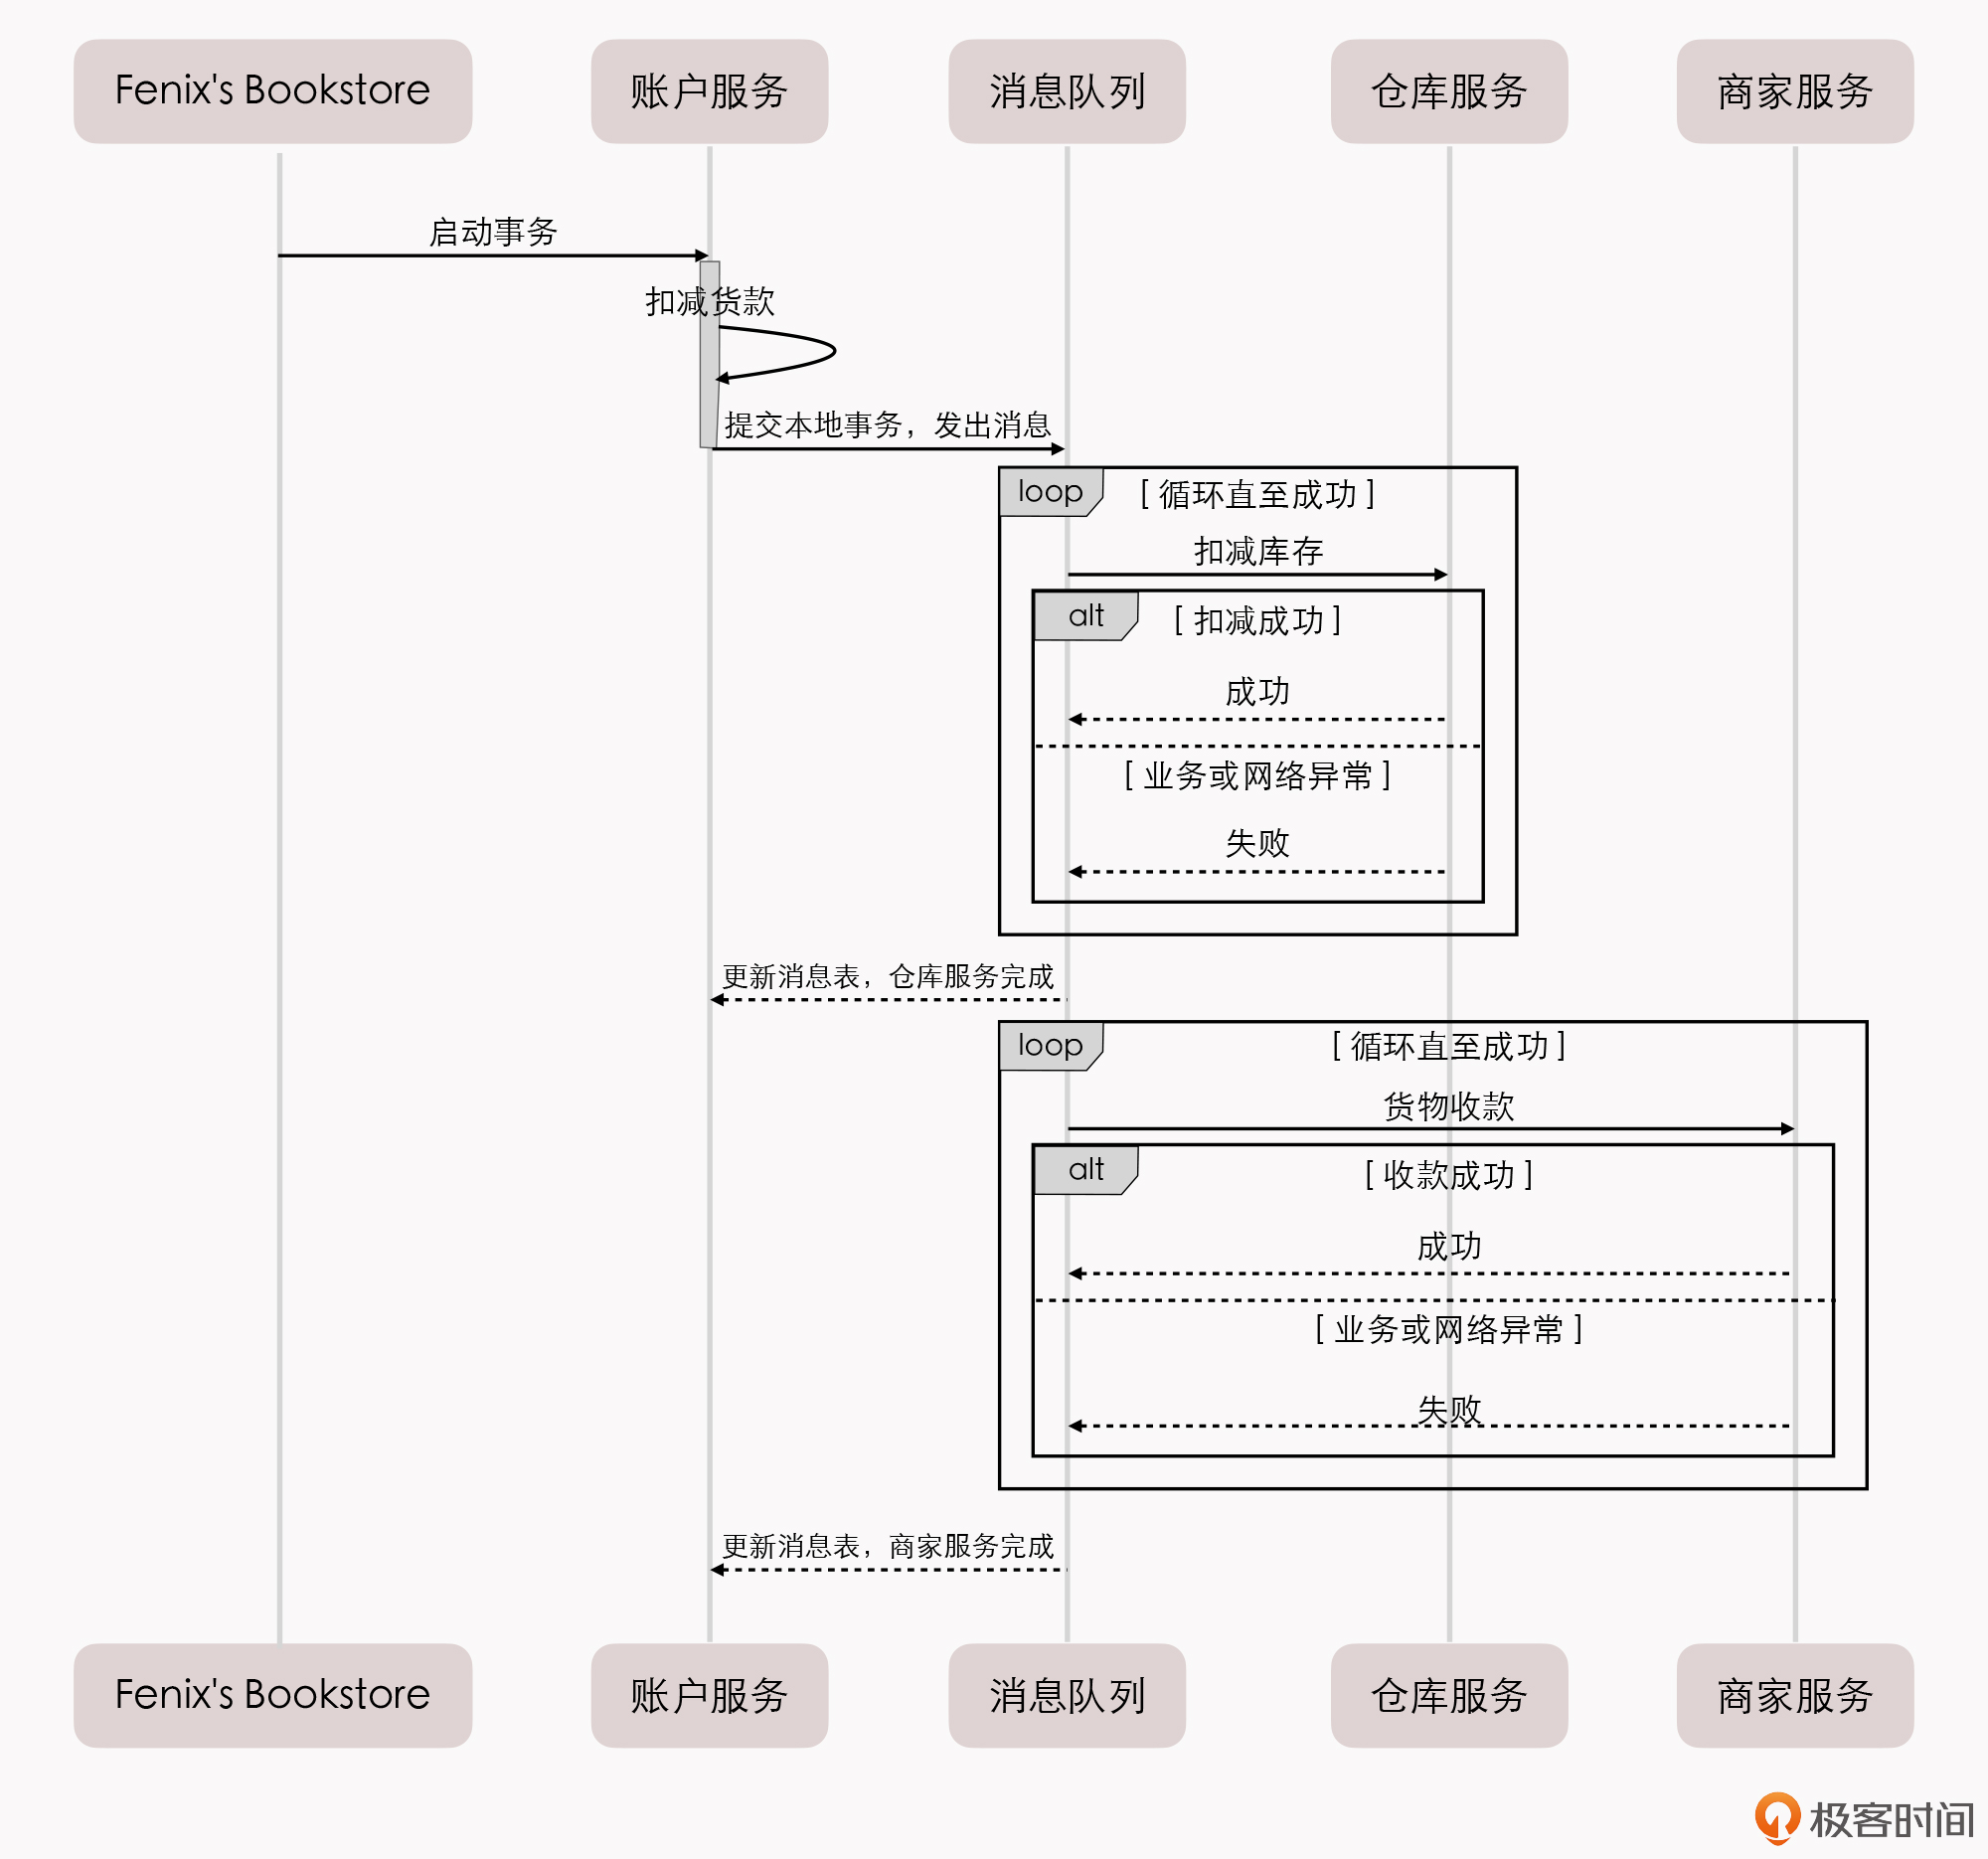 Fenix's Bookstore
账户服务
消息队列
仓库服务
商家服务
启动事务
扣减货款
提交本地事务，发出消息
loop
[ 循环直至成功 ]
扣减库存
alt
[ 扣减成功 ]
成功
[ 业务或网络异常 ]
失败
更新消息表，仓库服务完成
loop
[ 循环直至成功 ]
货物收款
alt
[ 收款成功 ]
成功
[ 业务或网络异常 ]
失败
更新消息表，商家服务完成
Fenix's Bookstore
账户服务
消息队列
仓库服务
商家服务
极客时间